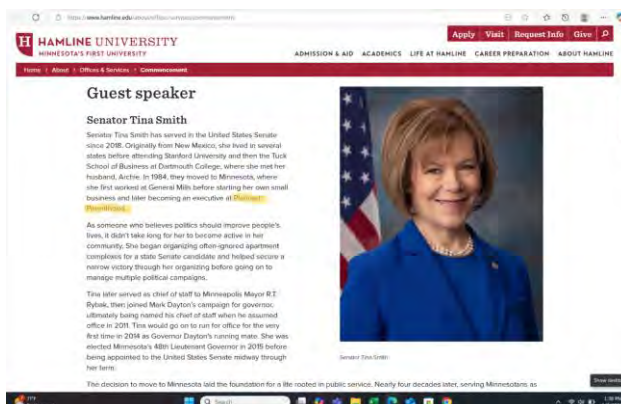 https://www.hamline.edu/about/offices-services/commencement
Apply Visit Request Info Give
H HAMLINE UNIVERSITY
MINNESOTA'S FIRST UNIVERSITY
ADMISSION & AID ACADEMICS LIFE AT HAMLINE CAREER PREPARATION ABOUT HAMLINE
Home About Offices & Services Commencement
Guest speaker
Senator Tina Smith
Senator Tina Smith has served in the United States Senate
since 2018. Originally from New Mexico, she lived in several
states before attending Stanford University and then the Tuck
School of Business at Dartmouth College, where she met her
husband, Archie. In 1984, they moved to Minnesota, where
she first worked at General Mills before starting her own small
business and later becoming an executive at Planned
Parenthood.
As someone who believes politics should improve people's
lives, it didn't take long for her to become active in her
community. She began organizing often-ignored apartment
complexes for a state Senate candidate and helped secure a
narrow victory through her organizing before going on to
manage multiple political campaigns.
Tina later served as chief of staff to Minneapolis Mayor R.T.
Rybak, then joined Mark Dayton's campaign for governor,
ultimately being named his chief of staff when he assumed
office in 2011. Tina would go on to run for office for the very
first time in 2014 as Governor Dayton's running mate. She was
elected Minnesota's 48th Lieutenant Governor in 2015 before
being appointed to the United States Senate midway through
her term.
Senator Tina Smith
The decision to move to Minnesota laid the foundation for a life rooted in public service. Nearly four decades later, serving Minnesotans as
Show desktop
Search